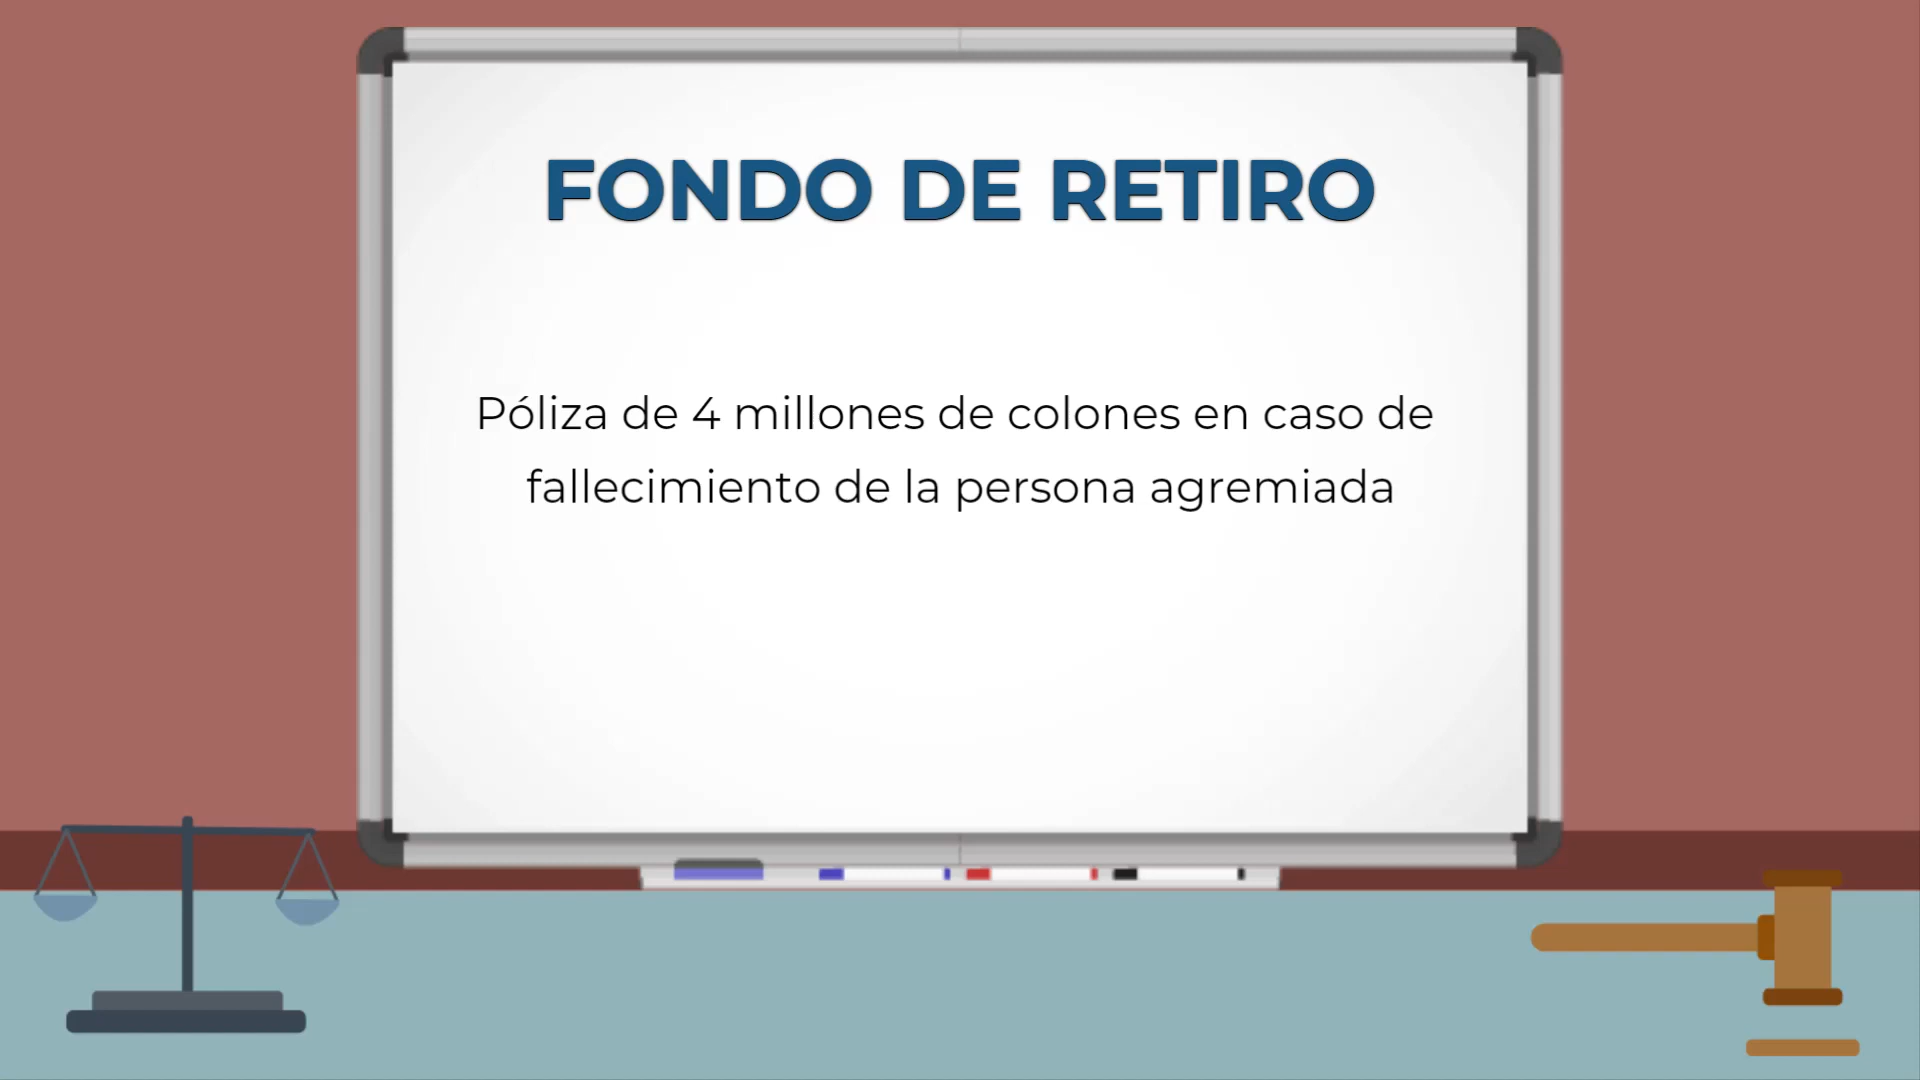 FONDO DE RETIRO
Póliza de 4 millones de colones en caso de
fallecimiento de la persona agremiada